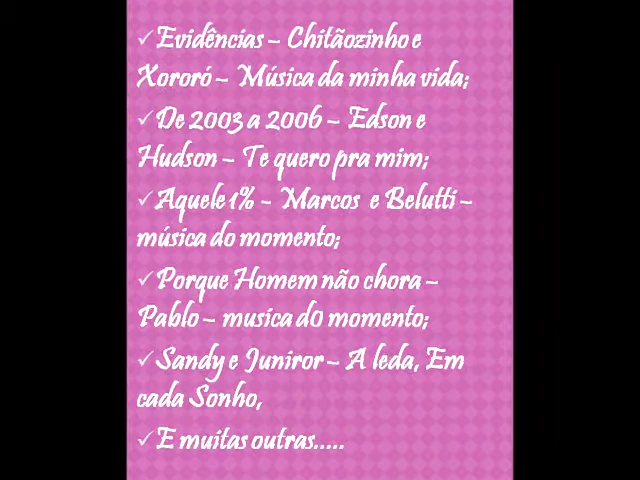 ✓Evidências – Chitãozinho e
Xororó – Música da minha vida;
✓De 2003 a 2006 – Edson e
Hudson – Te quero pra mim;
✓Aquele 1% – Marcos e Belutti –
música do momento;
✓Porque Homem não chora –
Pablo – musica d0 momento;
✓Sandy e Juniror – A leda, Em
cada Sonho,
✓E muitas outras.....